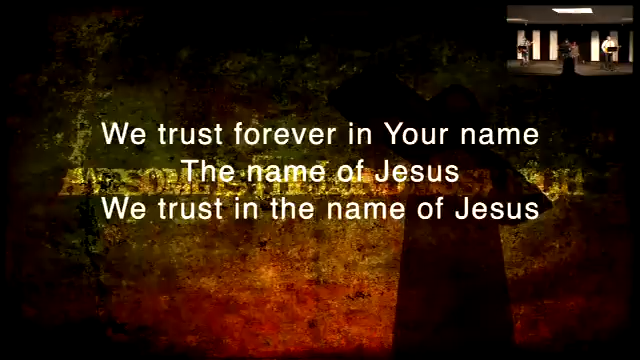 We trust forever in Your name
The name of Jesus
We trust in the name of Jesus